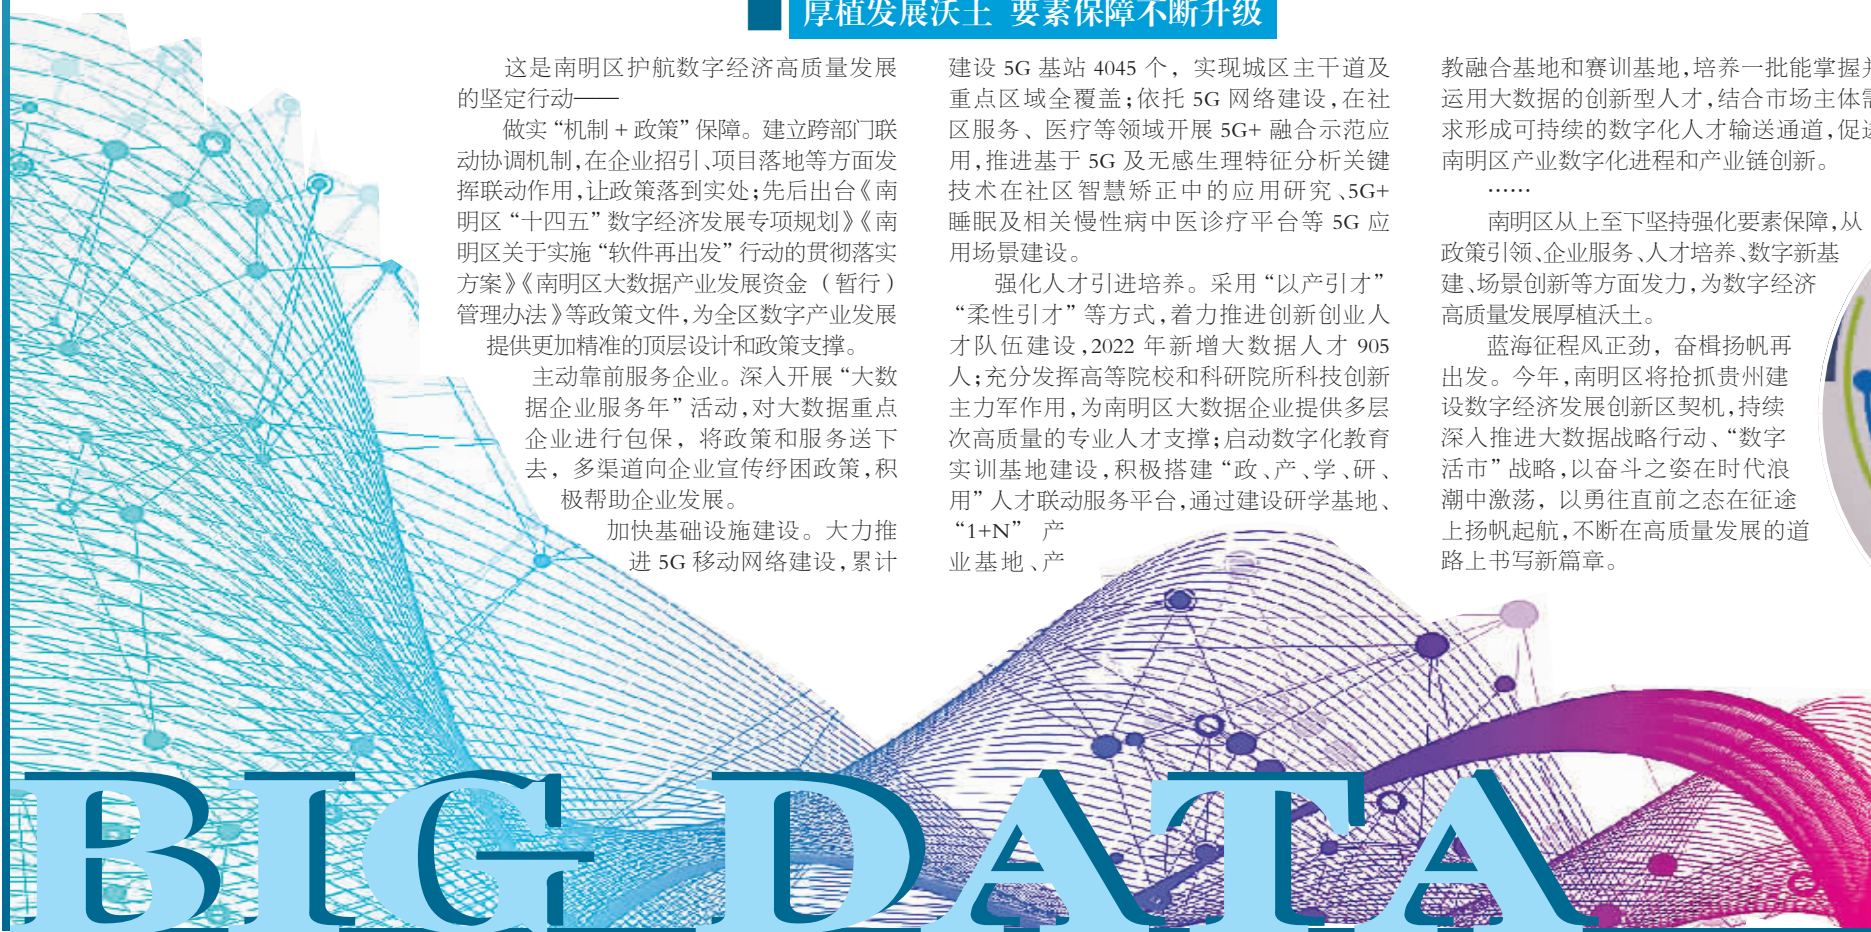 厚植发展沃土 要素保障不断升级
这是南明区护航数字经济高质量发展
的坚定行动——
做实“机制+政策”保障。建立跨部门联
动协调机制,在企业招引、项目落地等方面发
挥联动作用,让政策落到实处;先后出台《南
明区“十四五”数字经济发展专项规划》《南
明区关于实施“软件再出发”行动的贯彻落实
方案》《南明区大数据产业发展资金（暂行）
管理办法》等政策文件,为全区数字产业发展
提供更加精准的顶层设计和政策支撑。
主动靠前服务企业。深入开展“大数
据企业服务年”活动,对大数据重点
企业进行包保，将政策和服务送下
去，多渠道向企业宣传纾困政策,积
极帮助企业发展。
加快基础设施建设。大力推
进 5G 移动网络建设,累计
建设 5G 基站 4045 个，实现城区主干道及
重点区域全覆盖;依托 5G 网络建设,在社
区服务、医疗等领域开展 5G+ 融合示范应
用,推进基于 5G 及无感生理特征分析关键
技术在社区智慧矫正中的应用研究、5G+
睡眠及相关慢性病中医诊疗平台等 5G 应
用场景建设。
强化人才引进培养。采用“以产引才”
“柔性引才”等方式,着力推进创新创业人
才队伍建设,2022 年新增大数据人才 905
人;充分发挥高等院校和科研院所科技创新
主力军作用,为南明区大数据企业提供多层
次高质量的专业人才支撑;启动数字化教育
实训基地建设,积极搭建“政、产、学、研、
用”人才联动服务平台,通过建设研学基地、
“1+N” 产
业基地、产
教融合基地和赛训基地,培养一批能掌握
运用大数据的创新型人才,结合市场主体需
求形成可持续的数字化人才输送通道,促进
南明区产业数字化进程和产业链创新。
……
南明区从上至下坚持强化要素保障,从
政策引领、企业服务、人才培养、数字新基
建、场景创新等方面发力,为数字经济
高质量发展厚植沃土。
蓝海征程风正劲，奋楫扬帆再
出发。今年,南明区将抢抓贵州建
设数字经济发展创新区契机,持续
深入推进大数据战略行动、“数字
活市”战略,以奋斗之姿在时代浪
潮中激荡，以勇往直前之态在征途
上扬帆起航,不断在高质量发展的道
路上书写新篇章。
BIG DATA